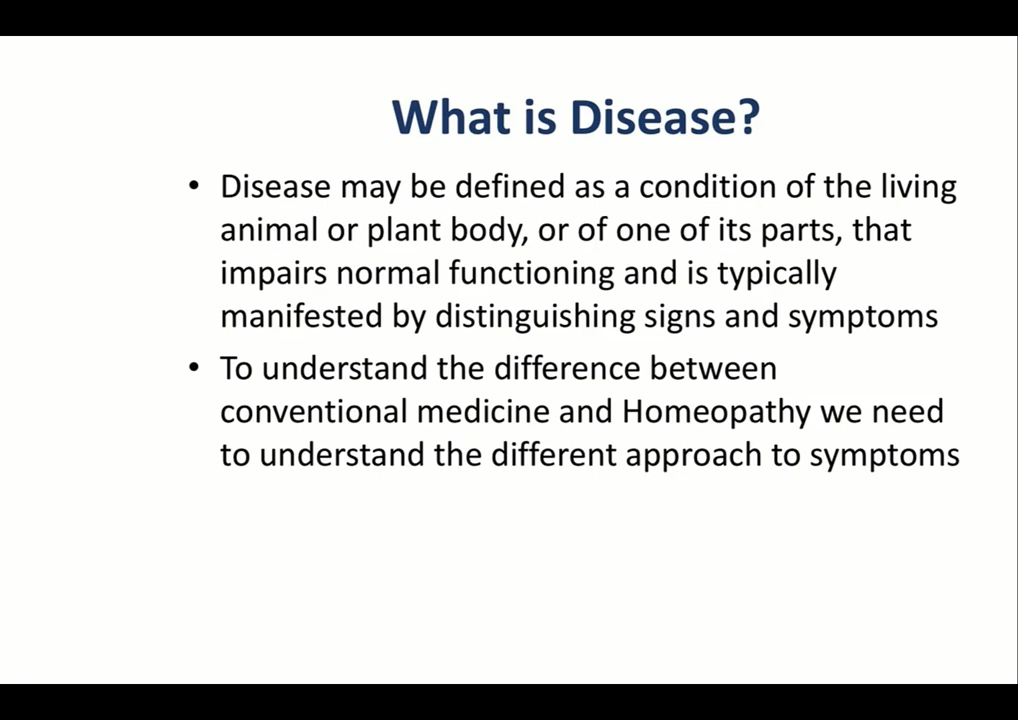 What is Disease?
• Disease may be defined as a condition of the living
animal or plant body, or of one of its parts, that
impairs normal functioning and is typically
manifested by distinguishing signs and symptoms
• To understand the difference between
conventional medicine and Homeopathy we need
to understand the different approach to symptoms